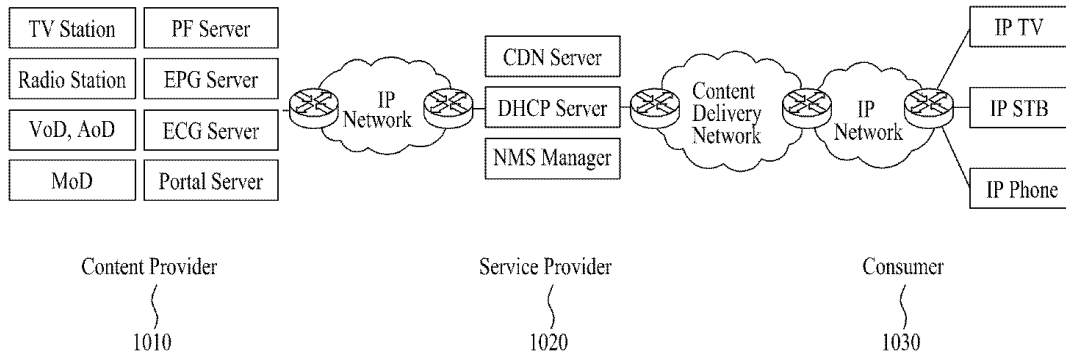 TV Station
PF Server
Radio Station
EPG Server
VoD, AoD
ECG Server
MoD
Portal Server
IP
Network
CDN Server
DHCP Server
NMS Manager
Content
Delivery
Network
IP
Network
IP TV
IP STB
IP Phone
Content Provider
Service Provider
Consumer
1010
1020
1030